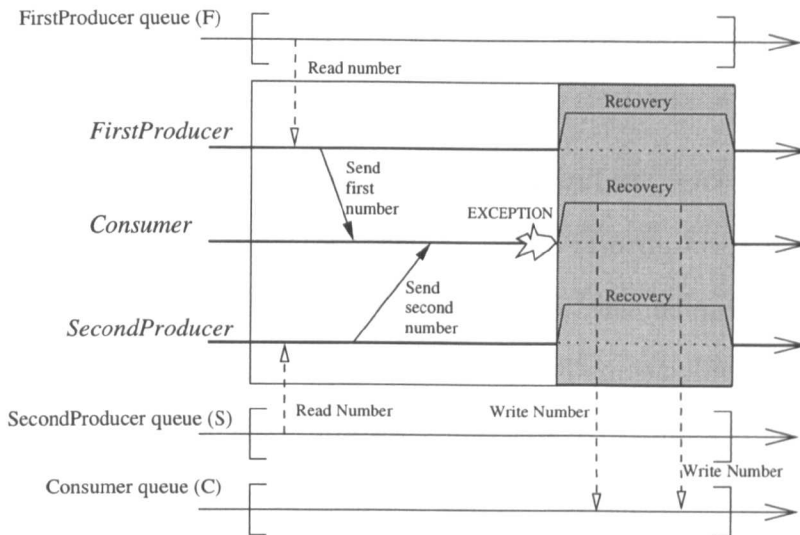 FirstProducer queue (F)
Read number
Recovery
FirstProducer
Send
first
number
Recovery
EXCEPTION
Consumer
Send
second
number
Recovery
SecondProducer
Read Number
Write Number
SecondProducer queue (S)
Write Number
Consumer queue (C)